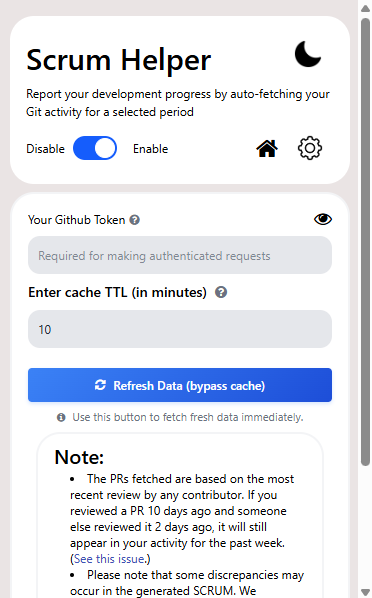 Scrum Helper
Report your development progress by auto-fetching your
Git activity for a selected period
Disable Enable
Your Github Token
Required for making authenticated requests
Enter cache TTL (in minutes)
10
Refresh Data (bypass cache)
Use this button to fetch fresh data immediately.
Note:
• The PRs fetched are based on the most
recent review by any contributor. If you
reviewed a PR 10 days ago and someone
else reviewed it 2 days ago, it will still
appear in your activity for the past week.
(See this issue.)
• Please note that some discrepancies may
occur in the generated SCRUM. We